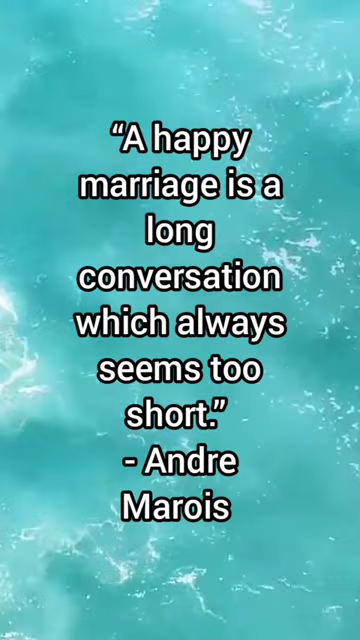 “A happy
marriage is a
long
conversation
which always
seems too
short.”
- Andre
Marois